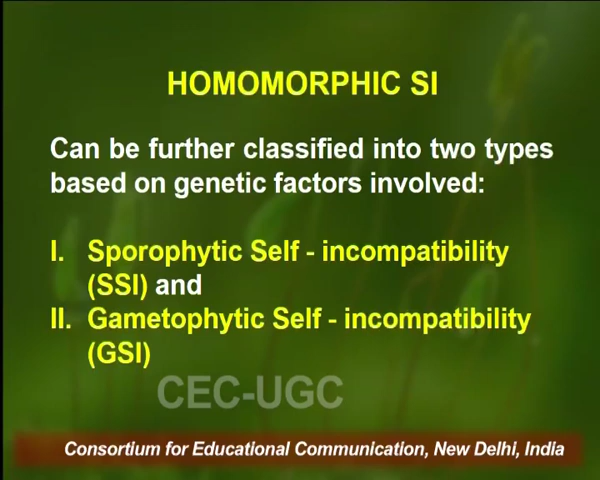 HOMOMORPHIC SI
Can be further classified into two types
based on genetic factors involved:
I. Sporophytic Self - incompatibility
(SSI) and
II. Gametophytic Self - incompatibility
(GSI)
CEC-UGC
Consortium for Educational Communication, New Delhi, India